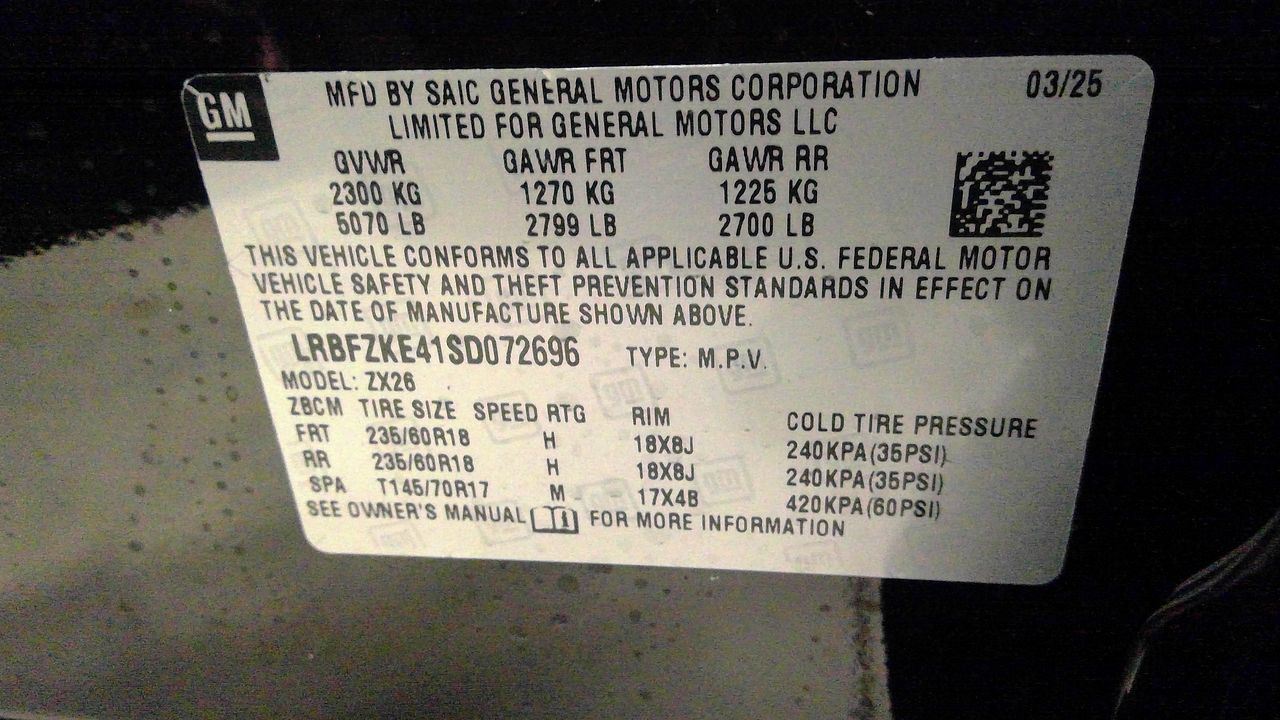 GM
MFD BY SAIC GENERAL MOTORS CORPORATION 03/25
LIMITED FOR GENERAL MOTORS LLC
GVWR GAWR FRT GAWR RR
2300 KG 1270 KG 1225 KG
5070 LB 2799 LB 2700 LB
THIS VEHICLE CONFORMS TO ALL APPLICABLE U.S. FEDERAL MOTOR
VEHICLE SAFETY AND THEFT PREVENTION STANDARDS IN EFFECT ON
THE DATE OF MANUFACTURE SHOWN ABOVE.
LRBFZKE41SD072696 TYPE: M.P.V.
MODEL: ZX26
ZBCM TIRE SIZE SPEED RTG RIM COLD TIRE PRESSURE
FRT 235/60R18 H 18X8J 240KPA(35PSI)
RR 235/60R18 H 18X8J 240KPA(35PSI)
SPA T145/70R17 M 17X4B 420KPA(60PSI)
SEE OWNER'S MANUAL FOR MORE INFORMATION